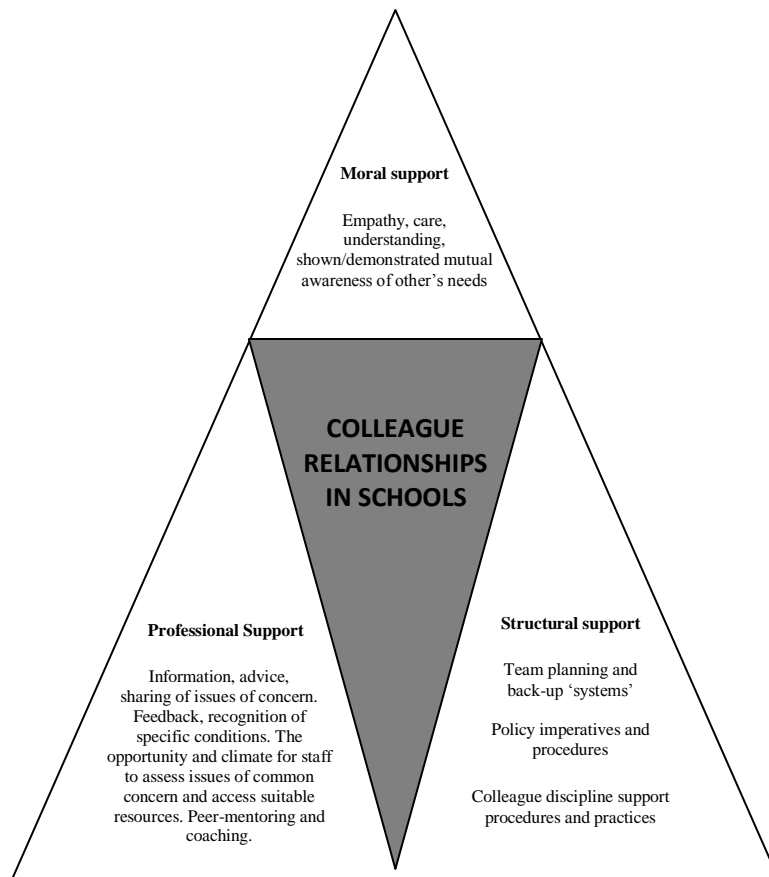 Moral support
Empathy, care,
understanding,
shown/demonstrated mutual
awareness of other’s needs
COLLEAGUE
RELATIONSHIPS
IN SCHOOLS
Professional Support
Information, advice,
sharing of issues of concern.
Feedback, recognition of
specific conditions. The
opportunity and climate for staff
to assess issues of common
concern and access suitable
resources. Peer-mentoring and
coaching.
Structural support
Team planning and
back-up ‘systems’
Policy imperatives and
procedures
Colleague discipline support
procedures and practices